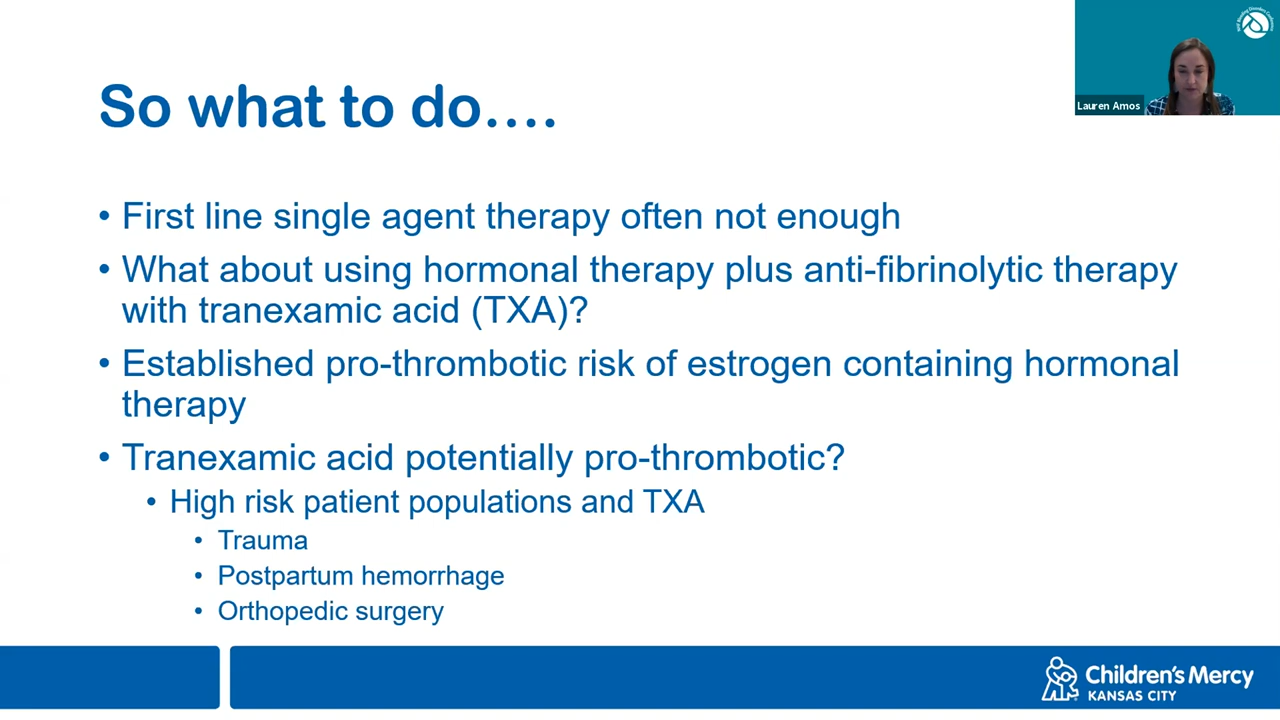 So what to do....
• First line single agent therapy often not enough
• What about using hormonal therapy plus anti-fibrinolytic therapy
with tranexamic acid (TXA)?
• Established pro-thrombotic risk of estrogen containing hormonal
therapy
• Tranexamic acid potentially pro-thrombotic?
• High risk patient populations and TXA
• Trauma
• Postpartum hemorrhage
• Orthopedic surgery
Lauren Amos
Children's Mercy
KANSAS CITY